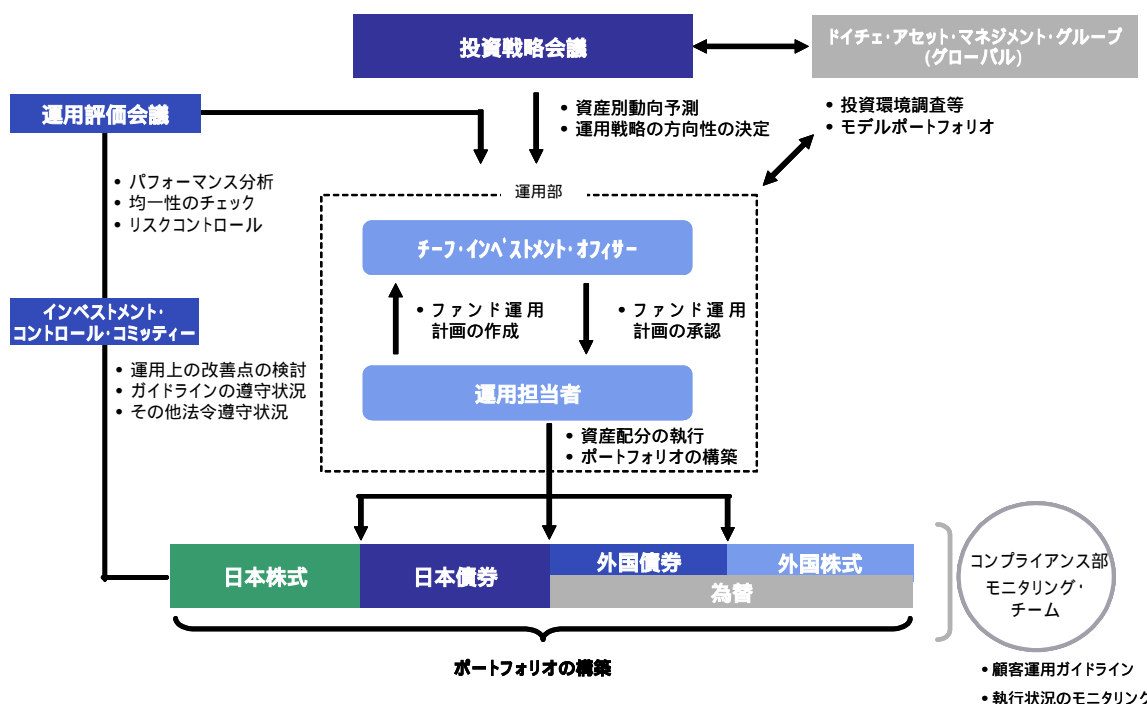 投資戦略会議
ドイチェ・アセット・マネジメント・グループ
(グローバル)
運用評価会議
• 資産別動向予測
• 運用戦略の方向性の決定
• 投資環境調査等
• モデルポートフォリオ
• パフォーマンス分析
• 均一性のチェック
• リスクコントロール
運用部
チーフ・インベストメント・オフィサー
インベストメント・
コントロール・コミッティー
• ファンド運用
計画の作成
• ファンド運用
計画の承認
• 運用上の改善点の検討
• ガイドラインの遵守状況
• その他法令遵守状況
運用担当者
• 資産配分の執行
• ポートフォリオの構築
日本株式
日本債券
外国債券
外国株式
為替
コンプライアンス部
モニタリング・
チーム
ポートフォリオの構築
• 顧客運用ガイドライン
• 執行状況のモニタリング